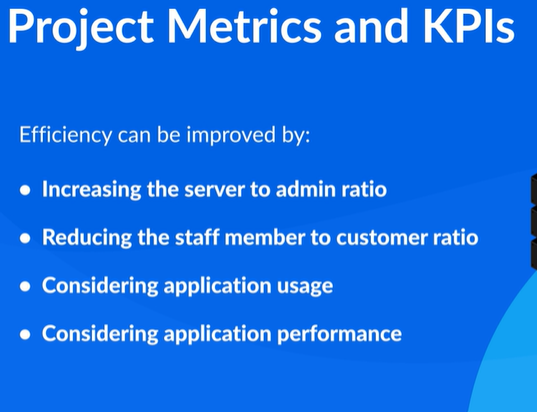 Project Metrics and KPIs
Efficiency can be improved by:
• Increasing the server to admin ratio
• Reducing the staff member to customer ratio
• Considering application usage
• Considering application performance